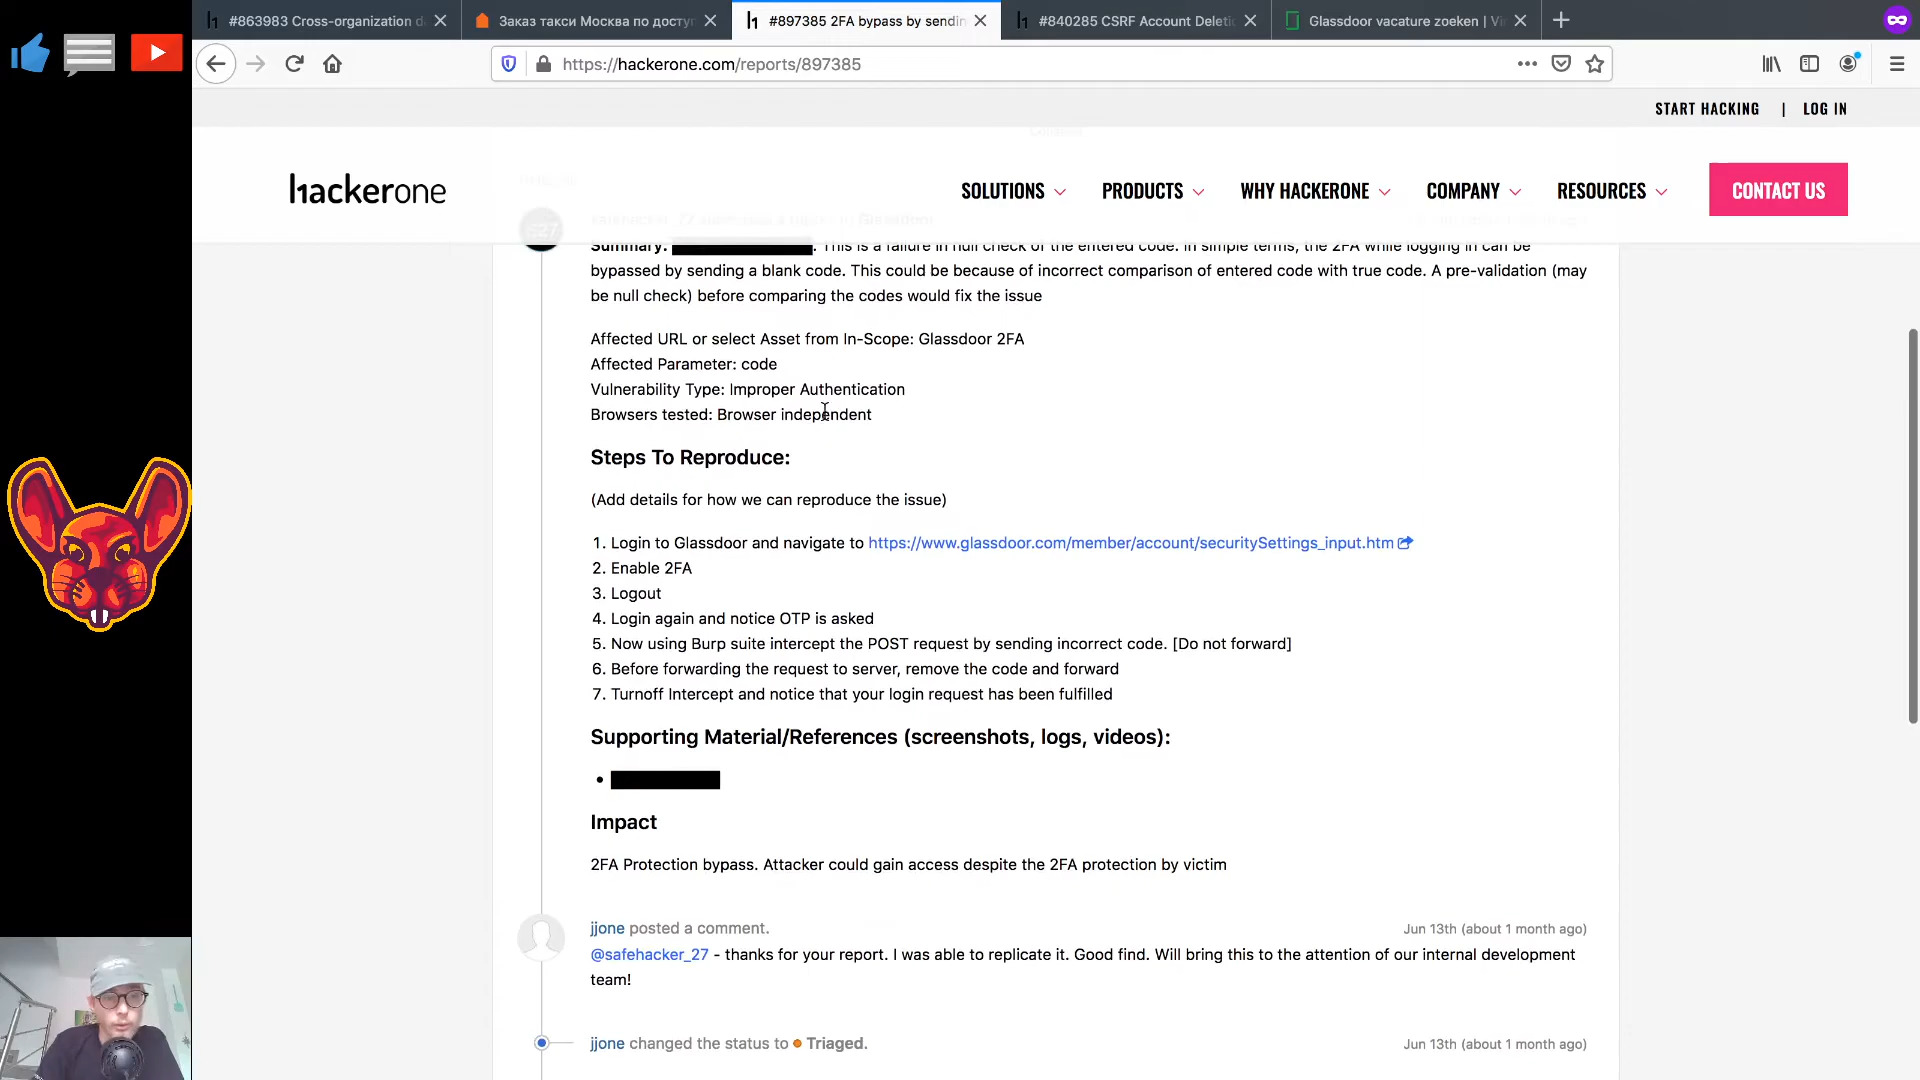 #863983 Cross-organization d
Заказ такси Москва по досту
#897385 2FA bypass by sendin
#840285 CSRF Account Deleti
Glassdoor vacature zoeken | Vi
https://hackerone.com/reports/897385
START HACKING | LOG IN
hackerone
SOLUTIONS
PRODUCTS
WHY HACKERONE
COMPANY
RESOURCES
CONTACT US
Summary: . This is a failure in null check of the entered code. In simple terms, the 2FA while logging in can be
bypassed by sending a blank code. This could be because of incorrect comparison of entered code with true code. A pre-validation (may
be null check) before comparing the codes would fix the issue
Affected URL or select Asset from In-Scope: Glassdoor 2FA
Affected Parameter: code
Vulnerability Type: Improper Authentication
Browsers tested: Browser independent
Steps To Reproduce:
(Add details for how we can reproduce the issue)
1. Login to Glassdoor and navigate to https://www.glassdoor.com/member/account/securitySettings_input.htm
2. Enable 2FA
3. Logout
4. Login again and notice OTP is asked
5. Now using Burp suite intercept the POST request by sending incorrect code. [Do not forward]
6. Before forwarding the request to server, remove the code and forward
7. Turnoff Intercept and notice that your login request has been fulfilled
Supporting Material/References (screenshots, logs, videos):
Impact
2FA Protection bypass. Attacker could gain access despite the 2FA protection by victim
jjone posted a comment.
Jun 13th (about 1 month ago)
@safehacker_27 - thanks for your report. I was able to replicate it. Good find. Will bring this to the attention of our internal development
team!
jjone changed the status to Triaged.
Jun 13th (about 1 month ago)